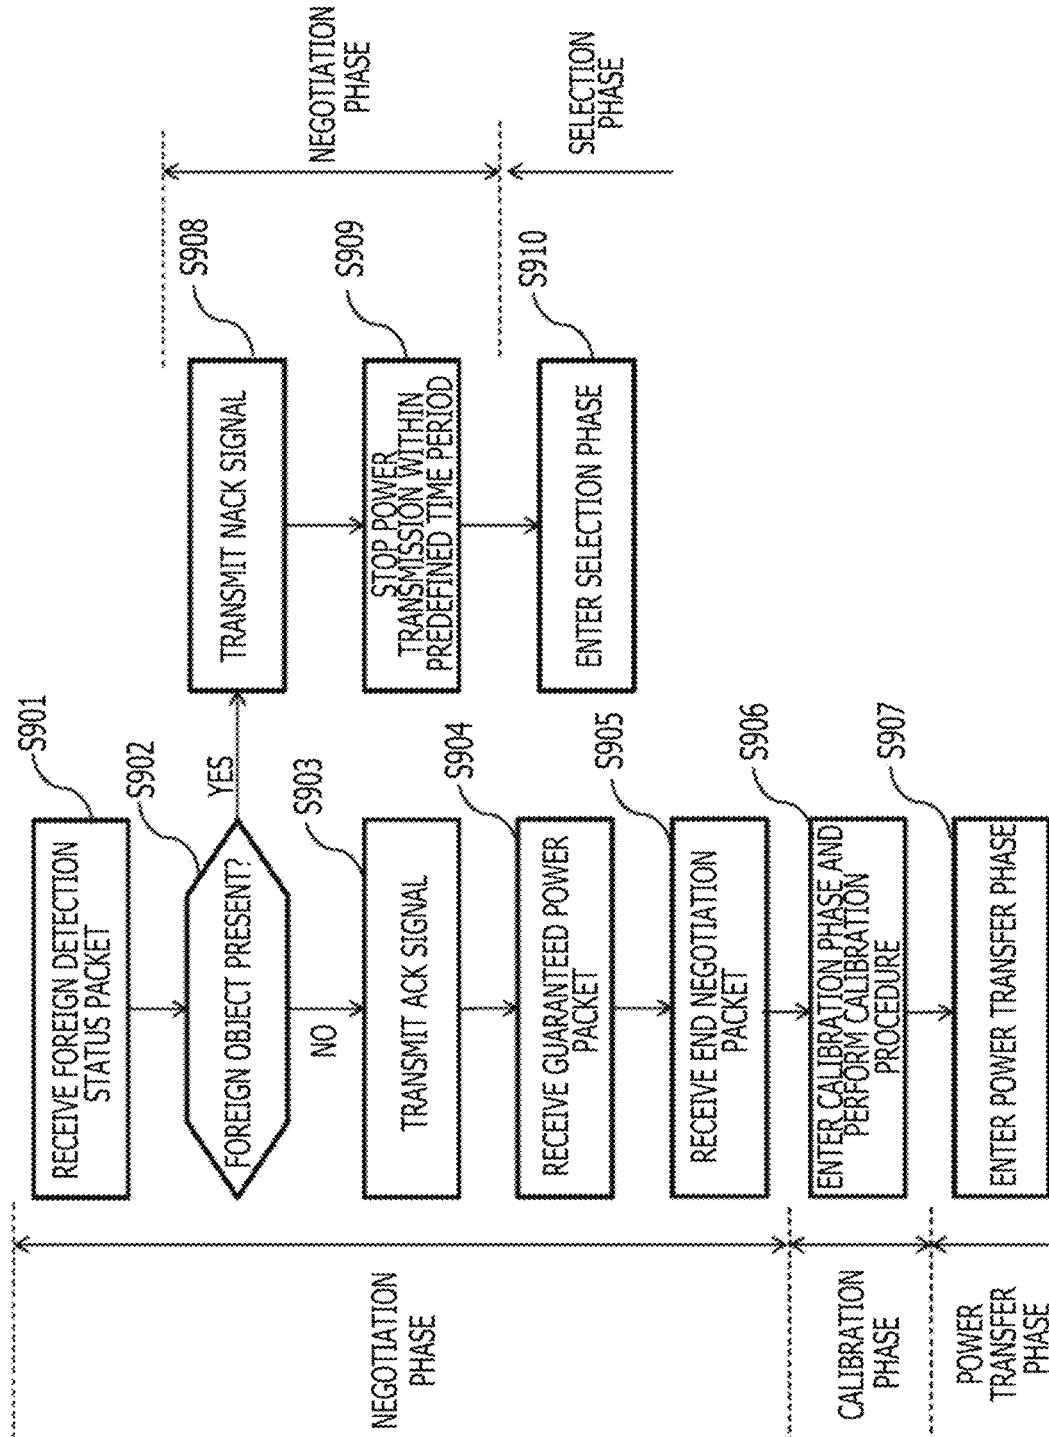 NEGOTIATION
PHASE
CALIBRATION
PHASE
POWER
TRANSFER
PHASE
S901
RECEIVE FOREIGN DETECTION
STATUS PACKET
S902
FOREIGN OBJECT PRESENT?
YES
NO
S903
TRANSMIT ACK SIGNAL
S904
RECEIVE GUARANTEED POWER
PACKET
S905
RECEIVE END NEGOTIATION
PACKET
S906
ENTER CALIBRATION PHASE AND
PERFORM CALIBRATION
PROCEDURE
S907
ENTER POWER TRANSFER PHASE
S908
TRANSMIT NACK SIGNAL
S909
STOP POWER
TRANSMISSION WITHIN
PREDEFINED TIME PERIOD
S910
ENTER SELECTION PHASE
NEGOTIATION
PHASE
SELECTION
PHASE